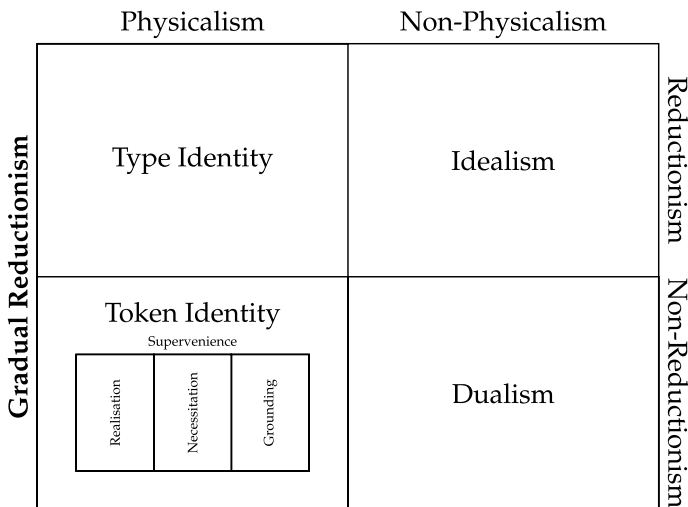 Physicalism
Non-Physicalism
Gradual Reductionism
Type Identity
Idealism
Reductionism
Token Identity
Supervenience
Realisation
Necessitation
Grounding
Dualism
Non-Reductionism